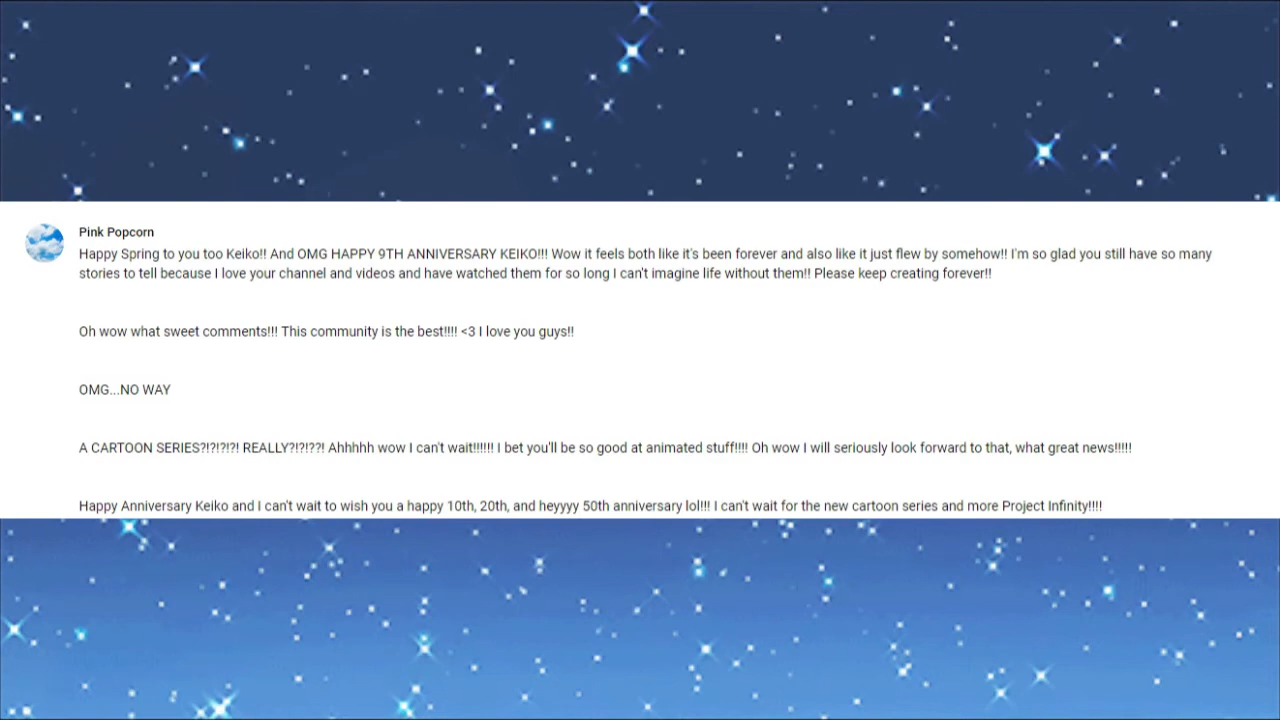 Pink Popcorn
Happy Spring to you too Keiko!! And OMG HAPPY 9TH ANNIVERSARY KEIKO!!! Wow it feels both like it's been forever and also like it just flew by somehow!! I'm so glad you still have so many
stories to tell because I love your channel and videos and have watched them for so long I can't imagine life without them!! Please keep creating forever!!
Oh wow what sweet comments!!! This community is the best!!!! <3 I love you guys!!
OMG...NO WAY
A CARTOON SERIES?!?!?!?! REALLY?!?!??! Ahhhhh wow I can't wait!!!!!! I bet you'll be so good at animated stuff!!!! Oh wow I will seriously look forward to that, what great news!!!!!
Happy Anniversary Keiko and I can't wait to wish you a happy 10th, 20th, and heyyyy 50th anniversary lol!!! I can't wait for the new cartoon series and more Project Infinity!!!!